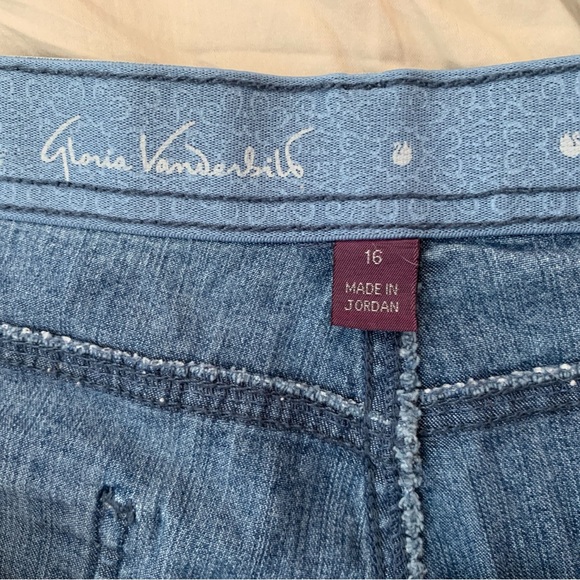 Gloria Vanderbilt
16
MADE IN
JORDAN